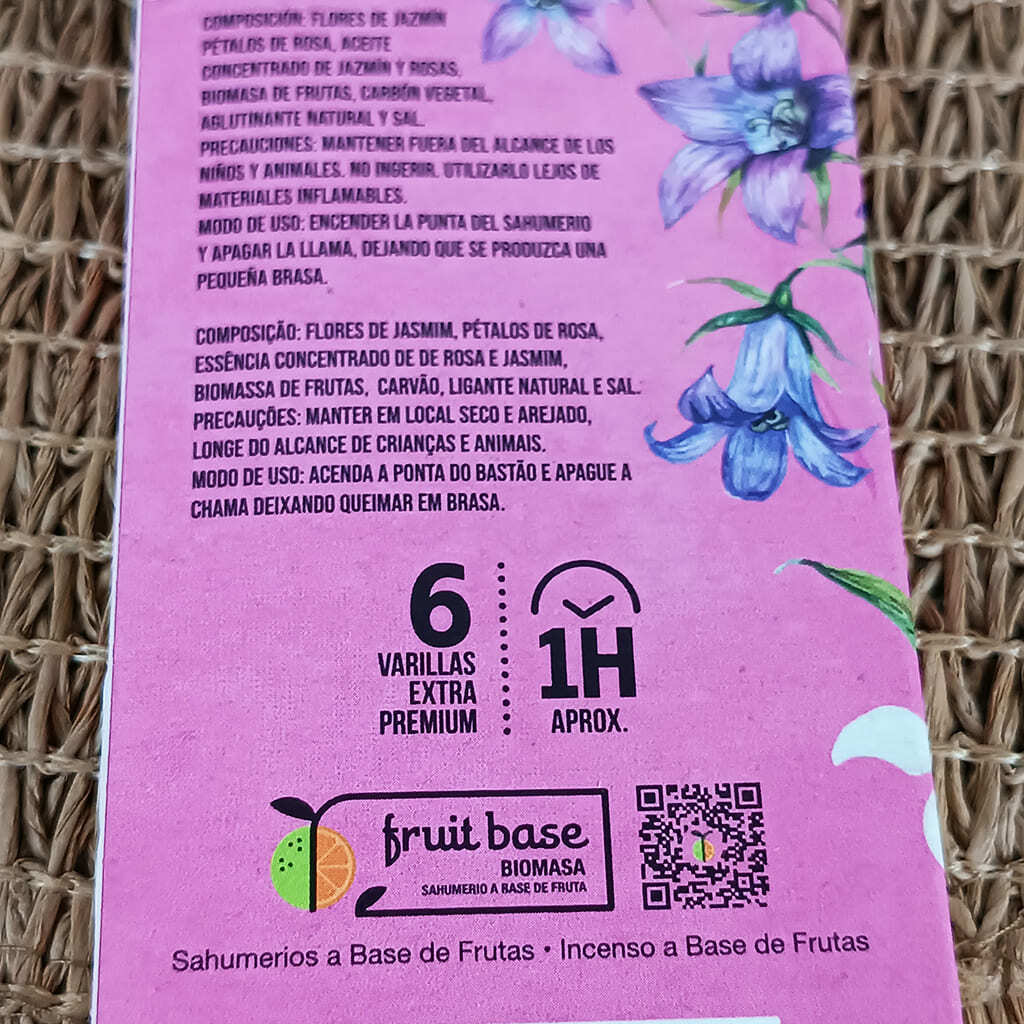 COMPOSICIÓN: FLORES DE JAZMÍN
PÉTALOS DE ROSA, ACEITE
CONCENTRADO DE JAZMÍN Y ROSAS,
BIOMASA DE FRUTAS, CARBÓN VEGETAL,
AGLUTINANTE NATURAL Y SAL.
PRECAUCIONES: MANTENER FUERA DEL ALCANCE DE LOS
NIÑOS Y ANIMALES. NO INGERIR. UTILIZARLO LEJOS DE
MATERIALES INFLAMABLES.
MODO DE USO: ENCENDER LA PUNTA DEL SAHUMERIO
Y APAGAR LA LLAMA, DEJANDO QUE SE PRODUZCA UNA
PEQUEÑA BRASA.
COMPOSIÇÃO: FLORES DE JASMIM, PÉTALOS DE ROSA,
ESSÊNCIA CONCENTRADO DE DE ROSA E JASMIM,
BIOMASSA DE FRUTAS, CARVÃO, LIGANTE NATURAL E SAL.
PRECAUÇÕES: MANTER EM LOCAL SECO E AREJADO,
LONGE DO ALCANCE DE CRIANÇAS E ANIMAIS.
MODO DE USO: ACENDA A PONTA DO BASTÃO E APAGUE A
CHAMA DEIXANDO QUEIMAR EM BRASA.
6
VARILLAS
EXTRA
PREMIUM
1H
APROX.
fruit base
BIOMASA
SAHUMERIO A BASE DE FRUTA
Sahumerios a Base de Frutas • Incenso a Base de Frutas